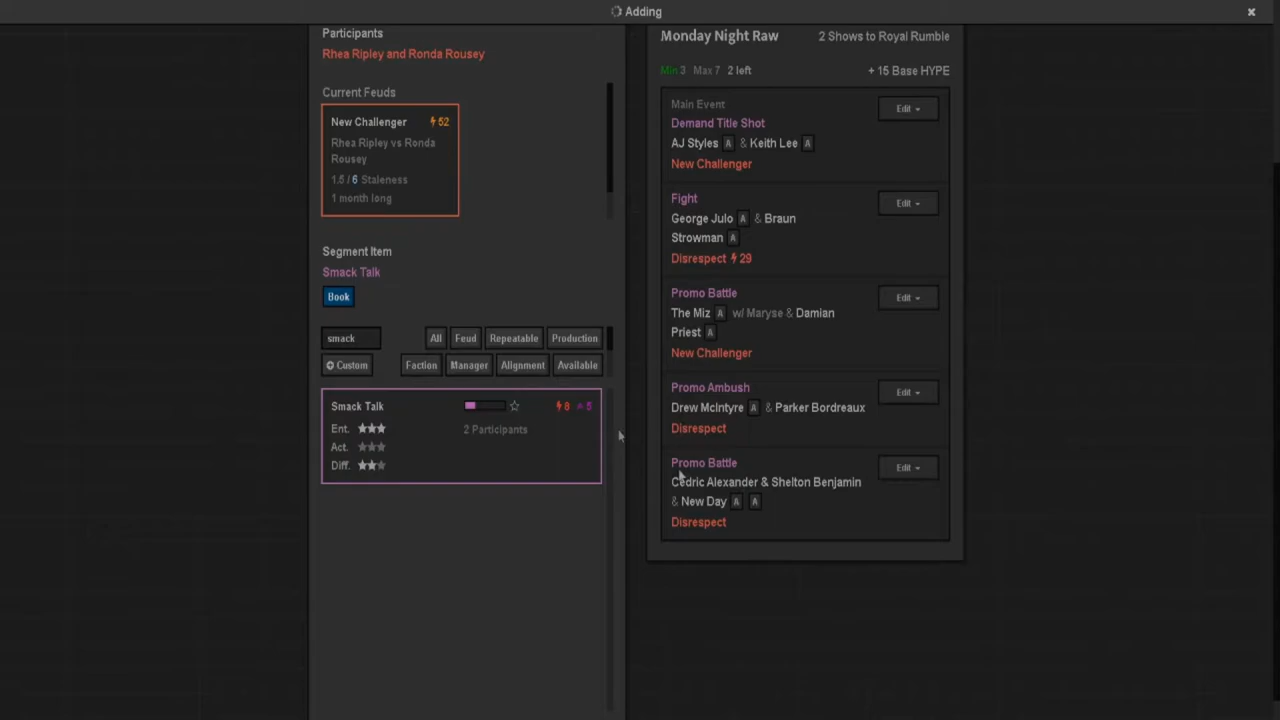 Adding
Participants
Rhea Ripley and Ronda Rousey
Current Feuds
New Challenger 52
Rhea Ripley vs Ronda
Rousey
1.5 / 6 Staleness
1 month long
Segment Item
Smack Talk
Book
smack
All Feud Repeatable Production
Custom Faction Manager Alignment Available
Smack Talk 8 5
Ent. 2 Participants
Act.
Diff.
Monday Night Raw 2 Shows to Royal Rumble
Min 3 Max 7 2 left + 15 Base HYPE
Main Event Edit
Demand Title Shot
AJ Styles A & Keith Lee A
New Challenger
Fight Edit
George Julo A & Braun
Strowman A
Disrespect 29
Promo Battle Edit
The Miz A w/ Maryse & Damian
Priest A
New Challenger
Promo Ambush Edit
Drew McIntyre A & Parker Bordreaux
Disrespect
Promo Battle Edit
Cedric Alexander & Shelton Benjamin
& New Day A A
Disrespect